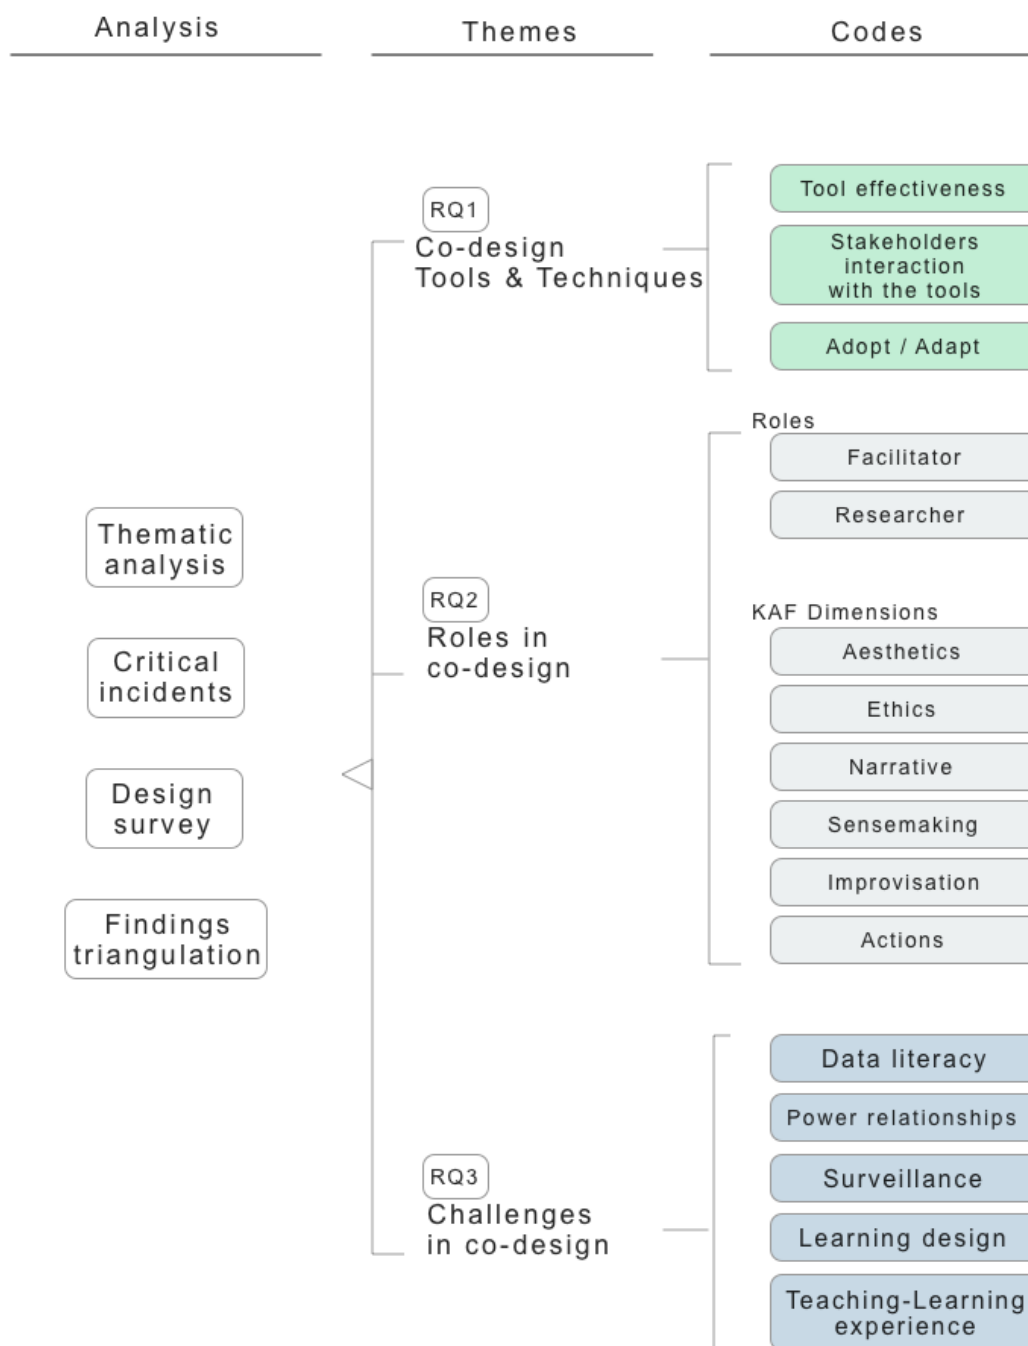 Analysis
Themes
Codes
Thematic
analysis
Critical
incidents
Design
survey
Findings
triangulation
RQ1
Co-design
Tools & Techniques
Tool effectiveness
Stakeholders
interaction
with the tools
Adopt / Adapt
RQ2
Roles in
co-design
Roles
Facilitator
Researcher
KAF Dimensions
Aesthetics
Ethics
Narrative
Sensemaking
Improvisation
Actions
RQ3
Challenges
in co-design
Data literacy
Power relationships
Surveillance
Learning design
Teaching-Learning
experience